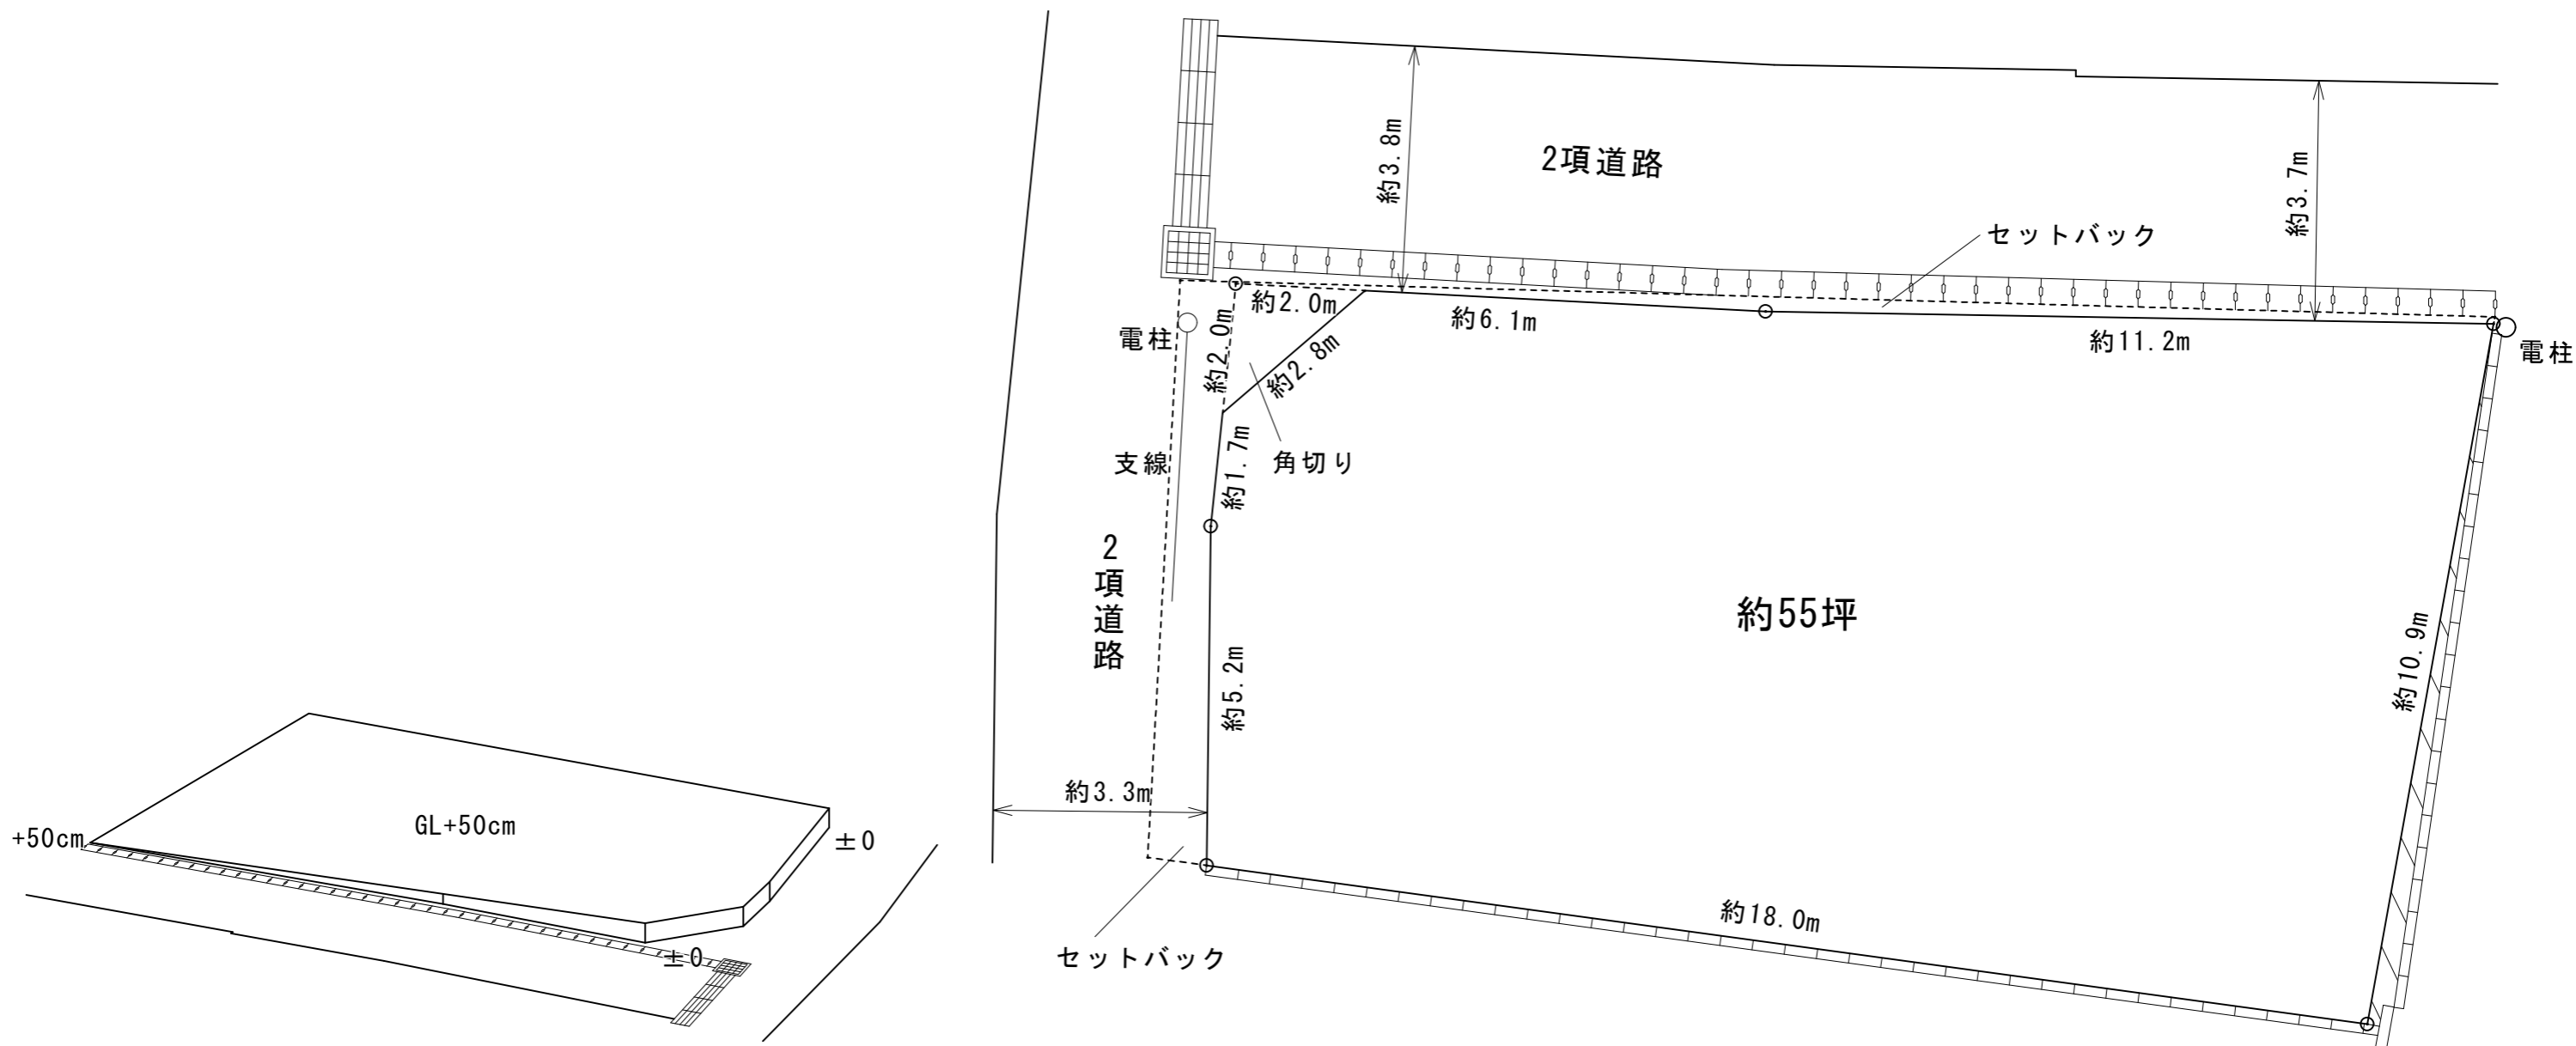 約3.8m
2項道路
約3.7m
セットバック
約2.0m
約6.1m
約11.2m
電柱
電柱
約2.0m
約2.8m
支線
約1.7m
角切り
2項道路
約55坪
約5.2m
約10.9m
約3.3m
約18.0m
セットバック
+50cm
GL+50cm
±0
±0